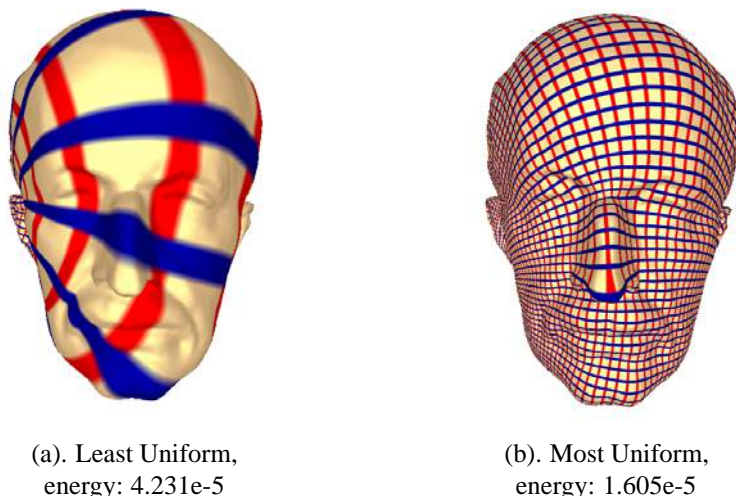 (a). Least Uniform,
energy: 4.231e-5
(b). Most Uniform,
energy: 1.605e-5